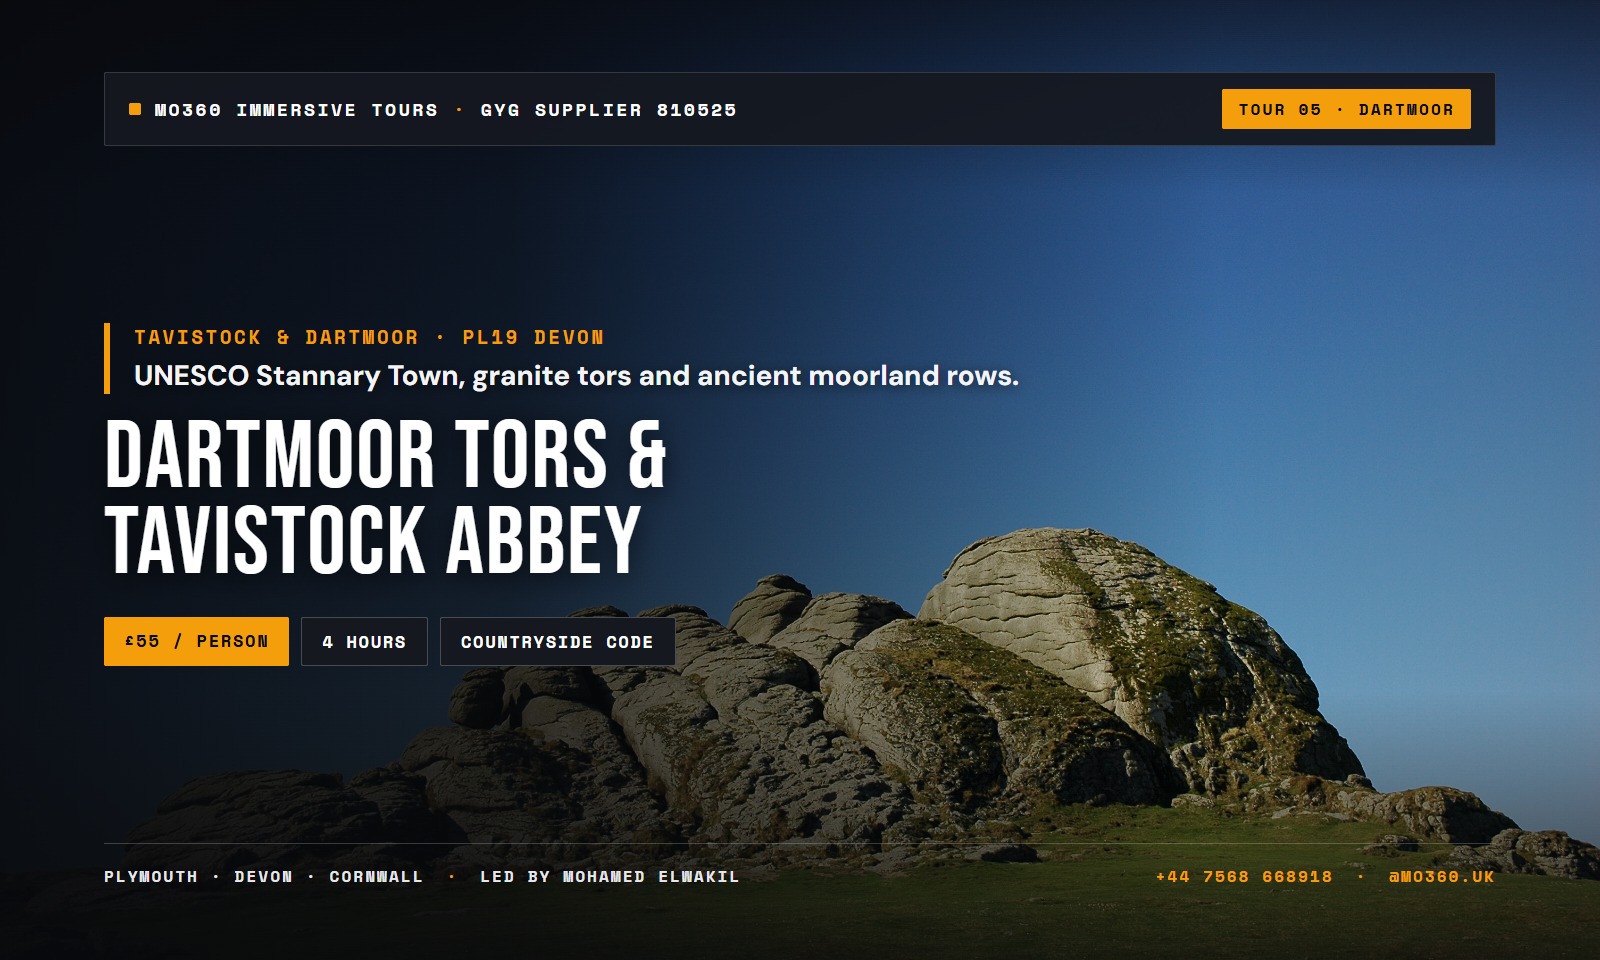 MO360 IMMERSIVE TOURS · GYG SUPPLIER 810525
TOUR 05 · DARTMOOR
TAVISTOCK & DARTMOOR · PL19 DEVON
UNESCO Stannary Town, granite tors and ancient moorland rows.
DARTMOOR TORS &
TAVISTOCK ABBEY
£55 / PERSON
4 HOURS
COUNTRYSIDE CODE
PLYMOUTH · DEVON · CORNWALL · LED BY MOHAMED ELWAKIL
+44 7568 668918 · @MO360.UK